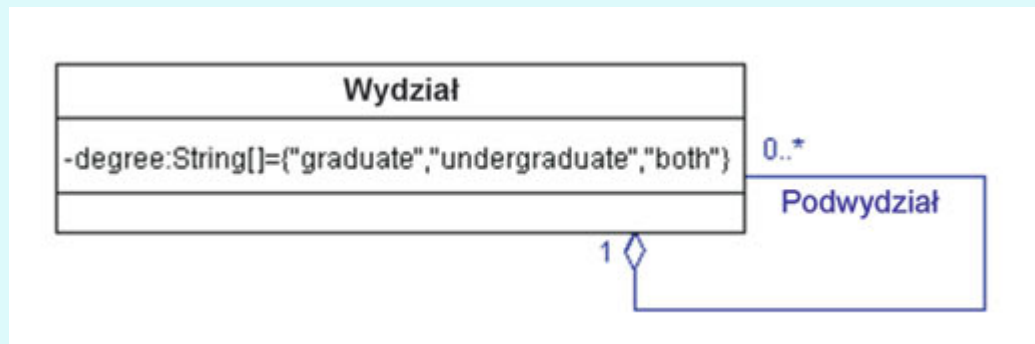 Wydział
-degree:String[]={"graduate","undergraduate","both"}
0..*
Podwydział
1